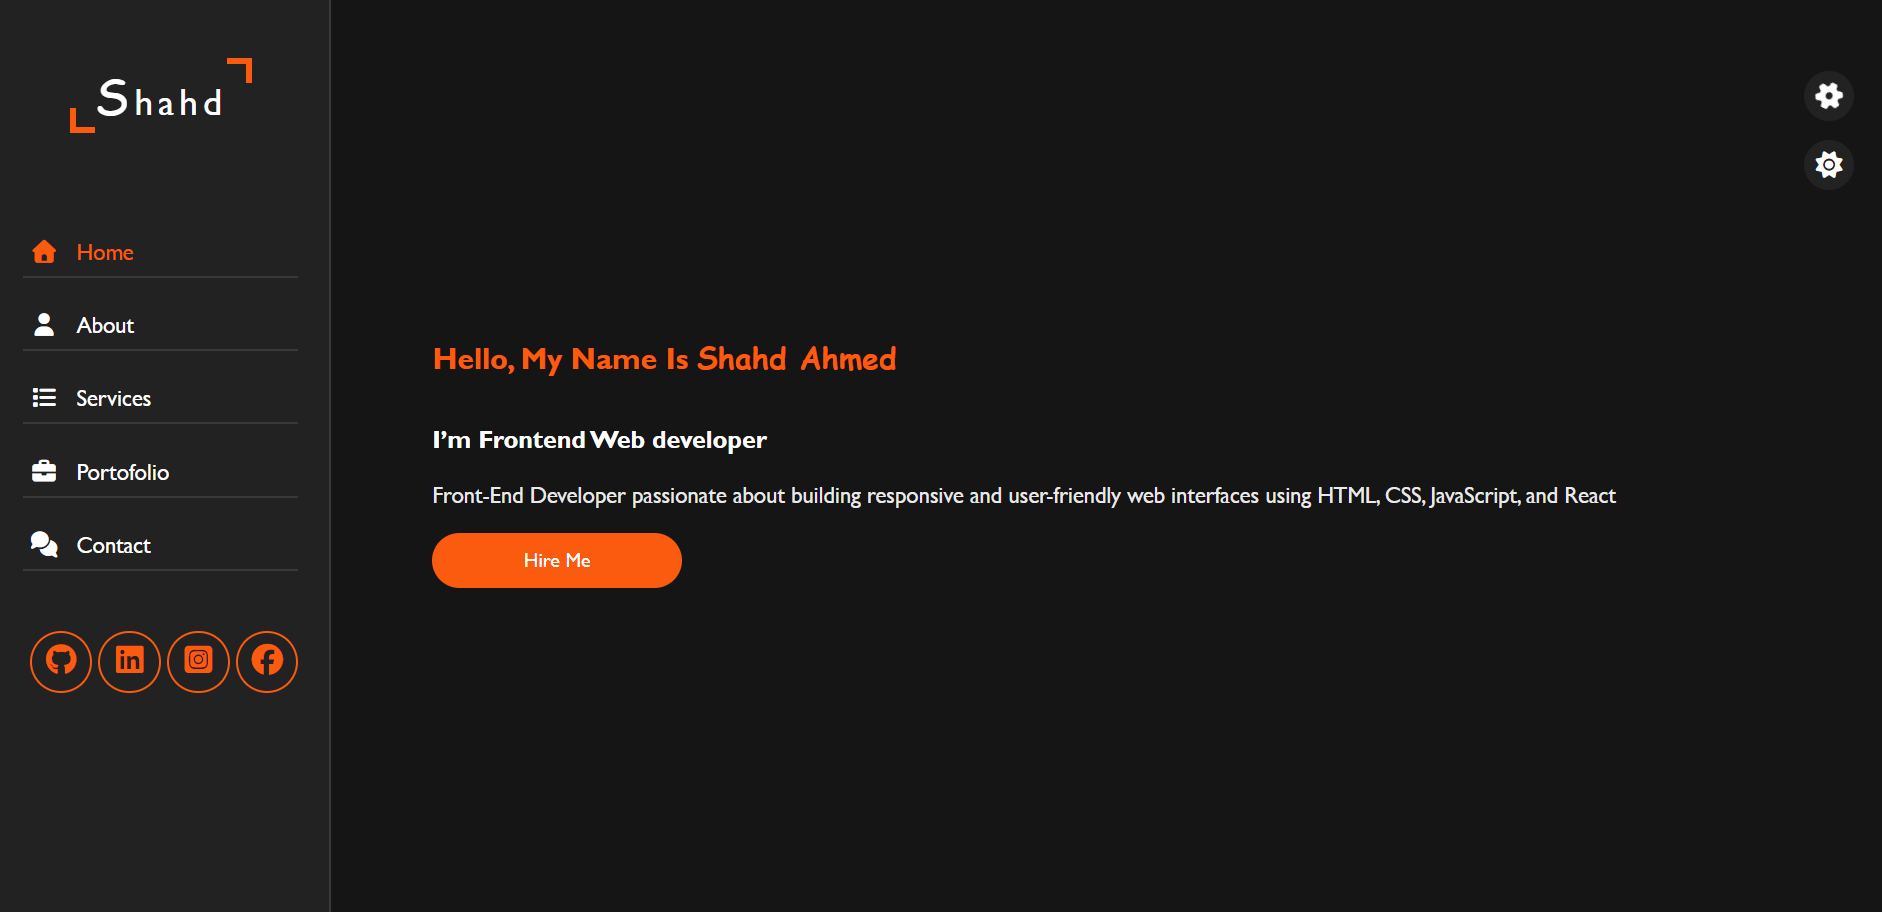 Shahd
Home
About
Services
Portofolio
Contact
Hello, My Name Is Shahd Ahmed
I'm Frontend Web developer
Front-End Developer passionate about building responsive and user-friendly web interfaces using HTML, CSS, JavaScript, and React
Hire Me